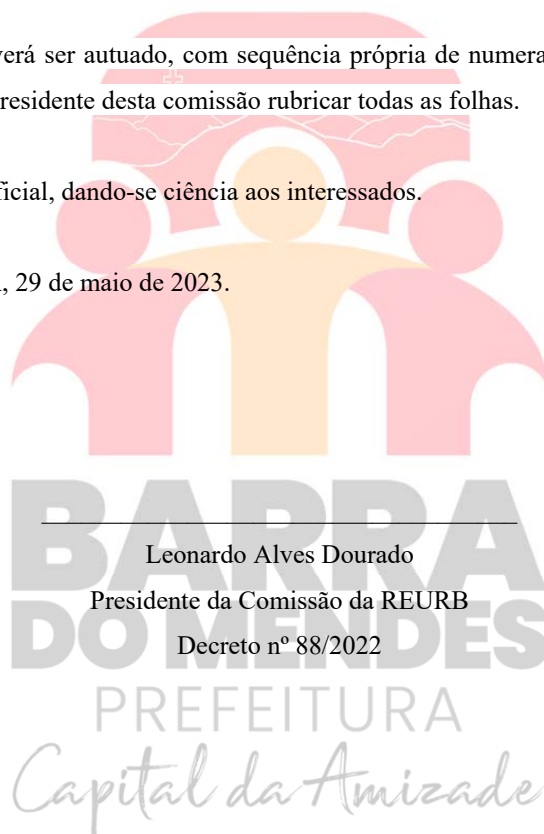 verá ser autuado, com sequência própria de numera
residente desta comissão rubricar todas as folhas.
ficial, dando-se ciência aos interessados.
, 29 de maio de 2023.
Leonardo Alves Dourado
Presidente da Comissão da REURB
Decreto nº 88/2022
BARRA
DO MENDES
PREFEITURA
Capital da Amizade